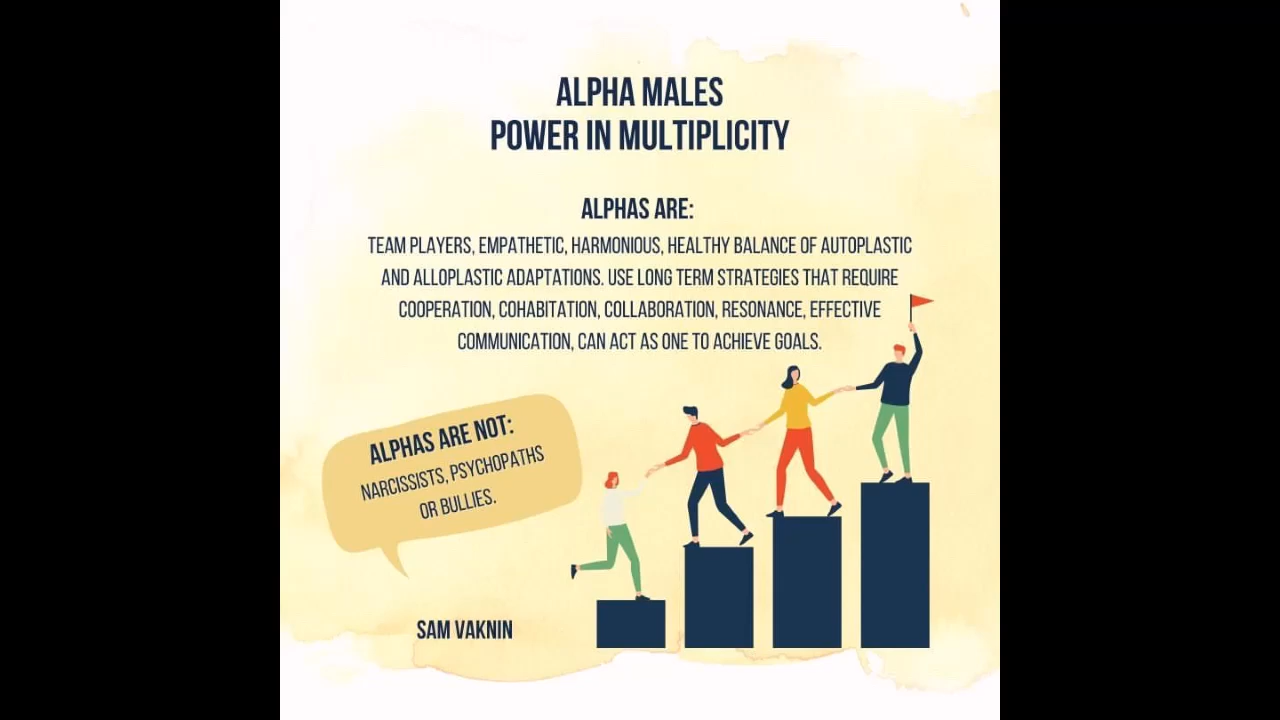 ALPHA MALES
POWER IN MULTIPLICITY
ALPHAS ARE:
TEAM PLAYERS, EMPATHETIC, HARMONIOUS, HEALTHY BALANCE OF AUTOPLASTIC
AND ALLOPLASTIC ADAPTATIONS. USE LONG TERM STRATEGIES THAT REQUIRE
COOPERATION, COHABITATION, COLLABORATION, RESONANCE, EFFECTIVE
COMMUNICATION, CAN ACT AS ONE TO ACHIEVE GOALS.
ALPHAS ARE NOT:
NARCISSISTS, PSYCHOPATHS
OR BULLIES.
SAM VAKNIN